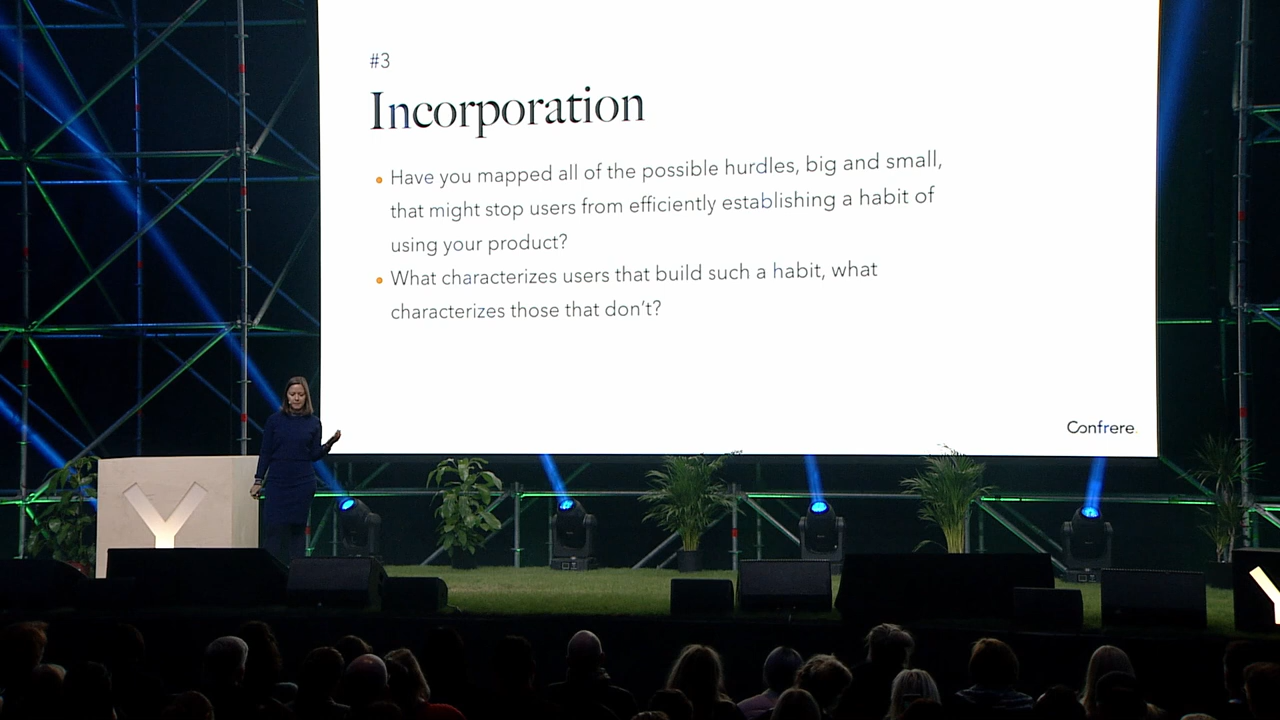 #3
Incorporation
Have you mapped all of the possible hurdles, big and small,
that might stop users from efficiently establishing a habit of
using your product?
What characterizes users that build such a habit, what
characterizes those that don't?
Confrere.
Y
Y